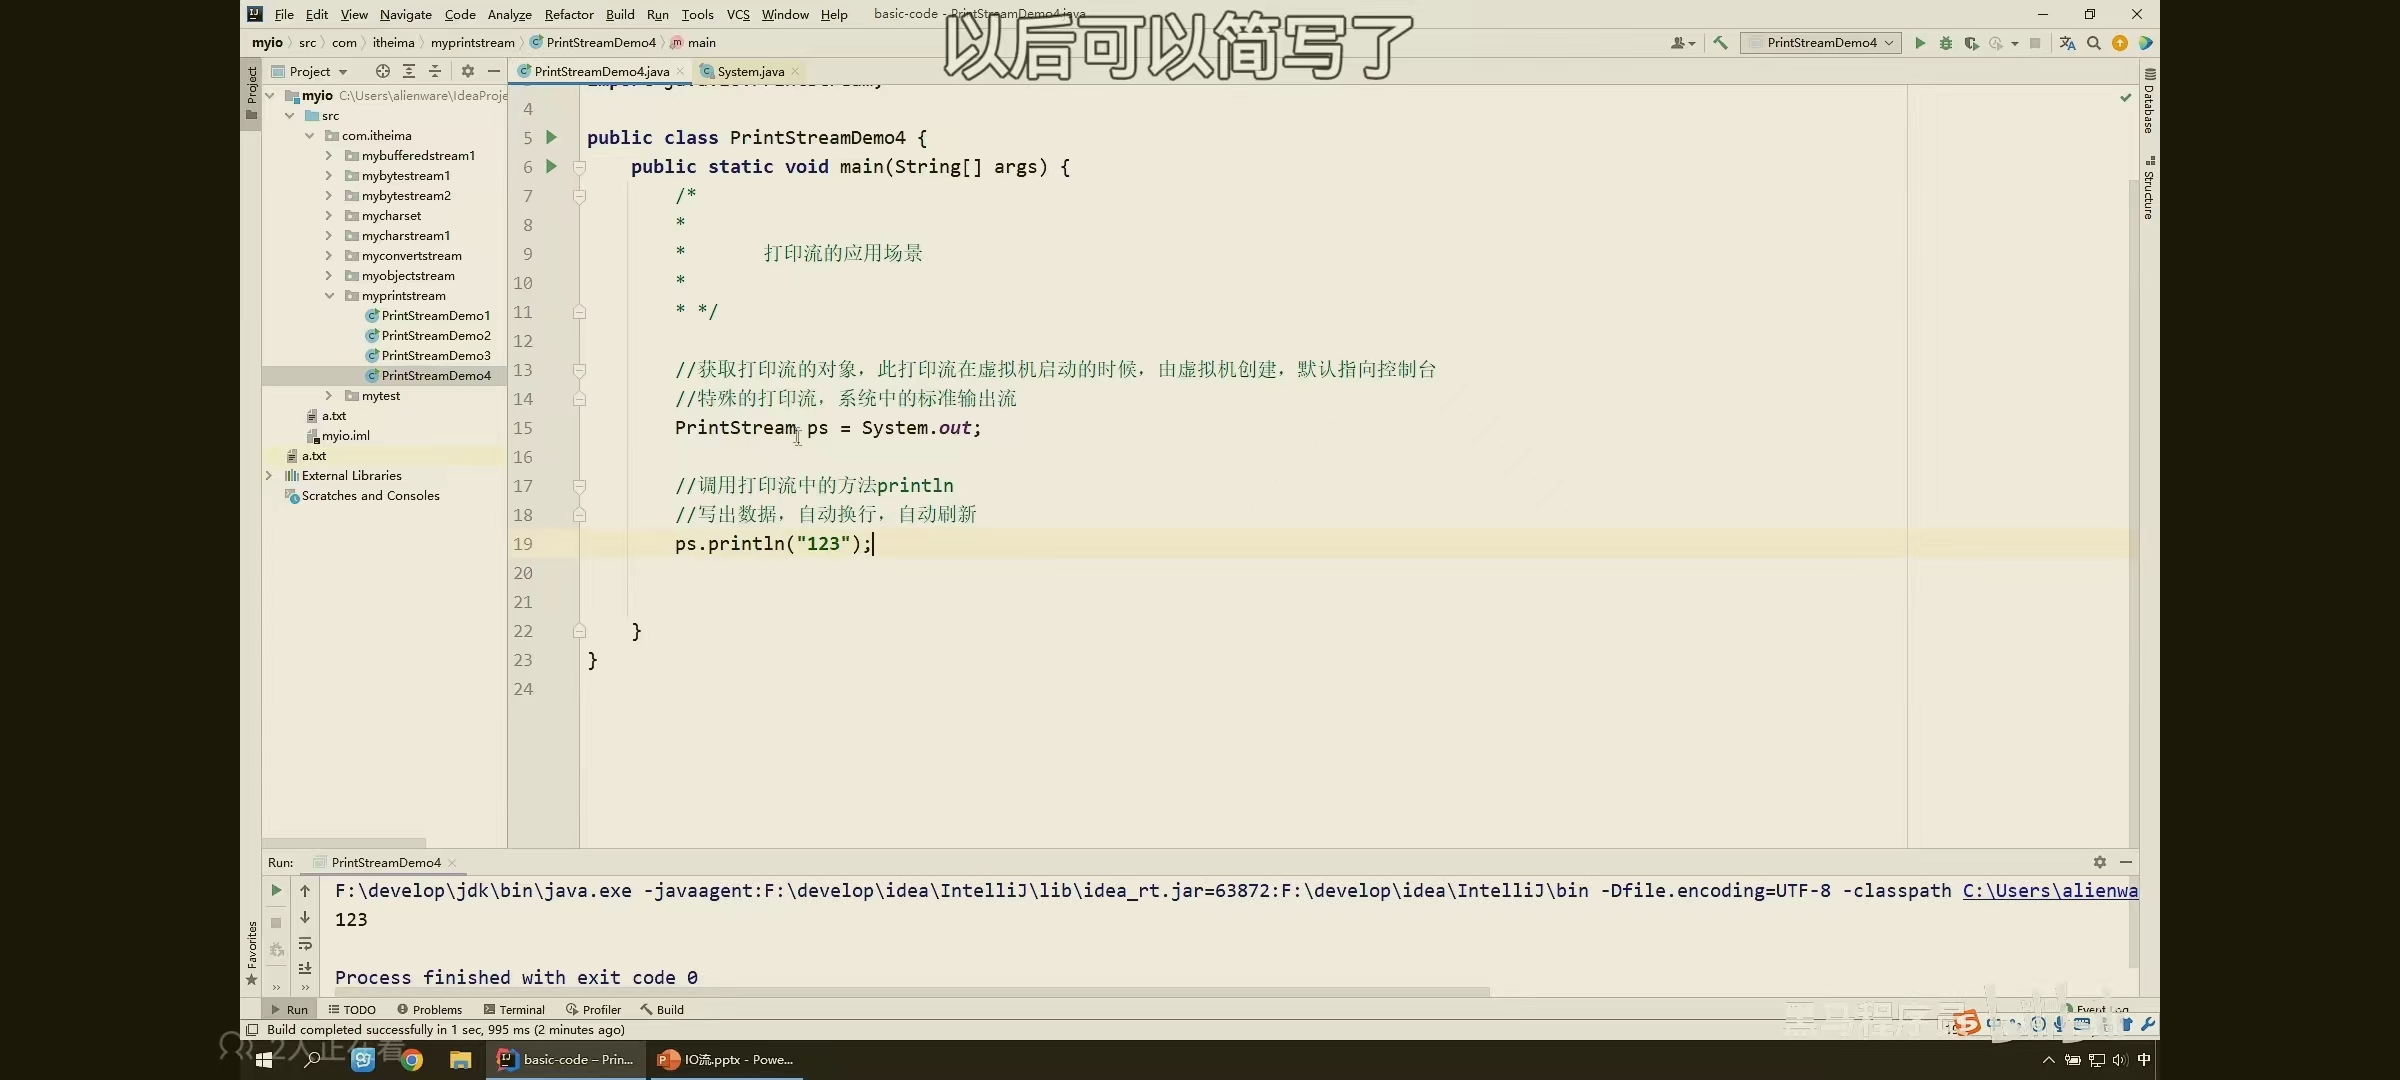 File Edit View Navigate Code Analyze Refactor Build Run Tools VCS Window Help basic-code - PrintStreamDemo4.java
以后可以简写了
myio src com itheima myprintstream PrintStreamDemo4 main
PrintStreamDemo4
Project
PrintStreamDemo4.java
System.java
Project
myio C:\Users\alienware\IdeaProje
src
com.itheima
mybufferedstream1
mybytestream1
mybytestream2
mycharset
mycharstream1
myconvertstream
myobjectstream
myprintstream
PrintStreamDemo1
PrintStreamDemo2
PrintStreamDemo3
PrintStreamDemo4
mytest
a.txt
myio.iml
a.txt
External Libraries
Scratches and Consoles
4
5 public class PrintStreamDemo4 {
6 public static void main(String[] args) {
7 /*
8 *
9 * 打印流的应用场景
10 *
11 * */
12
13 //获取打印流的对象，此打印流在虚拟机启动的时候，由虚拟机创建，默认指向控制台
14 //特殊的打印流，系统中的标准输出流
15 PrintStream ps = System.out;
16
17 //调用打印流中的方法println
18 //写出数据，自动换行，自动刷新
19 ps.println("123");
20
21
22 }
23 }
24
Database
Structure
Favorites
Run: PrintStreamDemo4
F:\develop\jdk\bin\java.exe -javaagent:F:\develop\idea\IntelliJ\lib\idea_rt.jar=63872:F:\develop\idea\IntelliJ\bin -Dfile.encoding=UTF-8 -classpath C:\Users\alienwa
123
Process finished with exit code 0
Run TODO Problems Terminal Profiler Build
Event Log
Build completed successfully in 1 sec, 995 ms (2 minutes ago)
黑马程序员 bilibili
2人正在看
basic-code – Prin...
IO流.pptx - Powe...
中